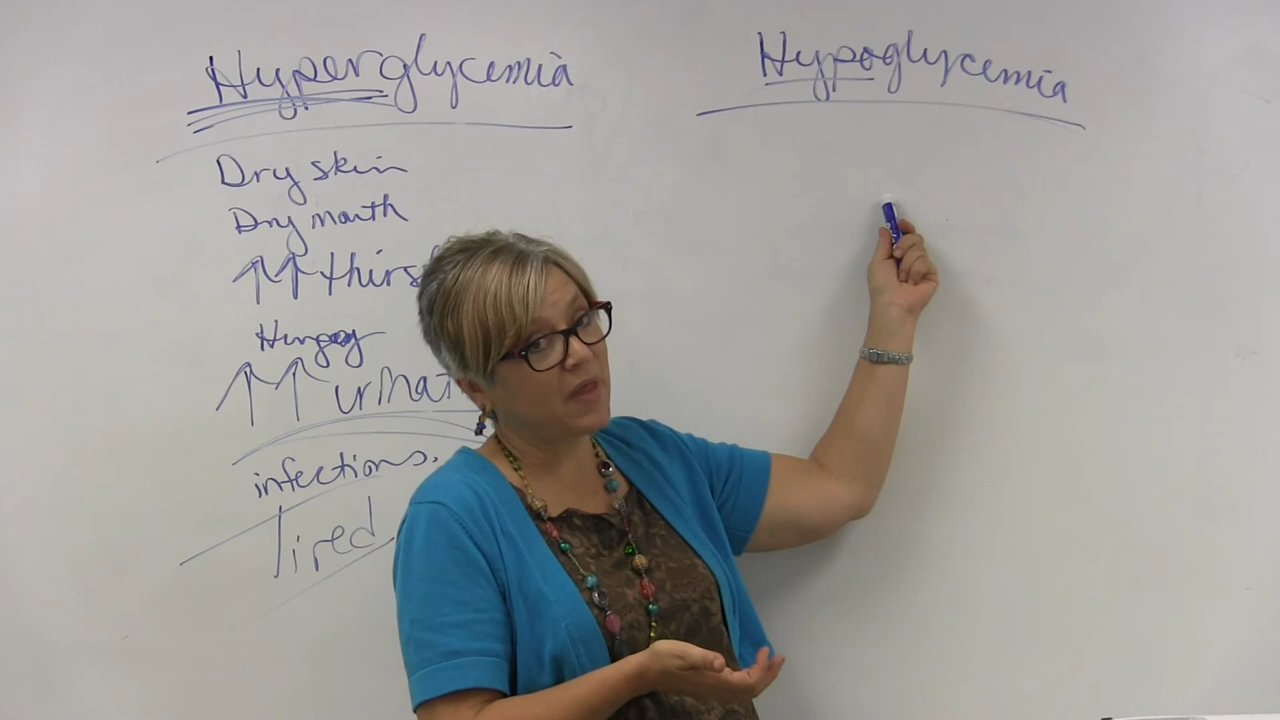 Hyperglycemia
Dry skin
Dry mouth
↑↑ thirs
Hungry
↑↑ urinat
infections.
Tired
Hypoglycemia